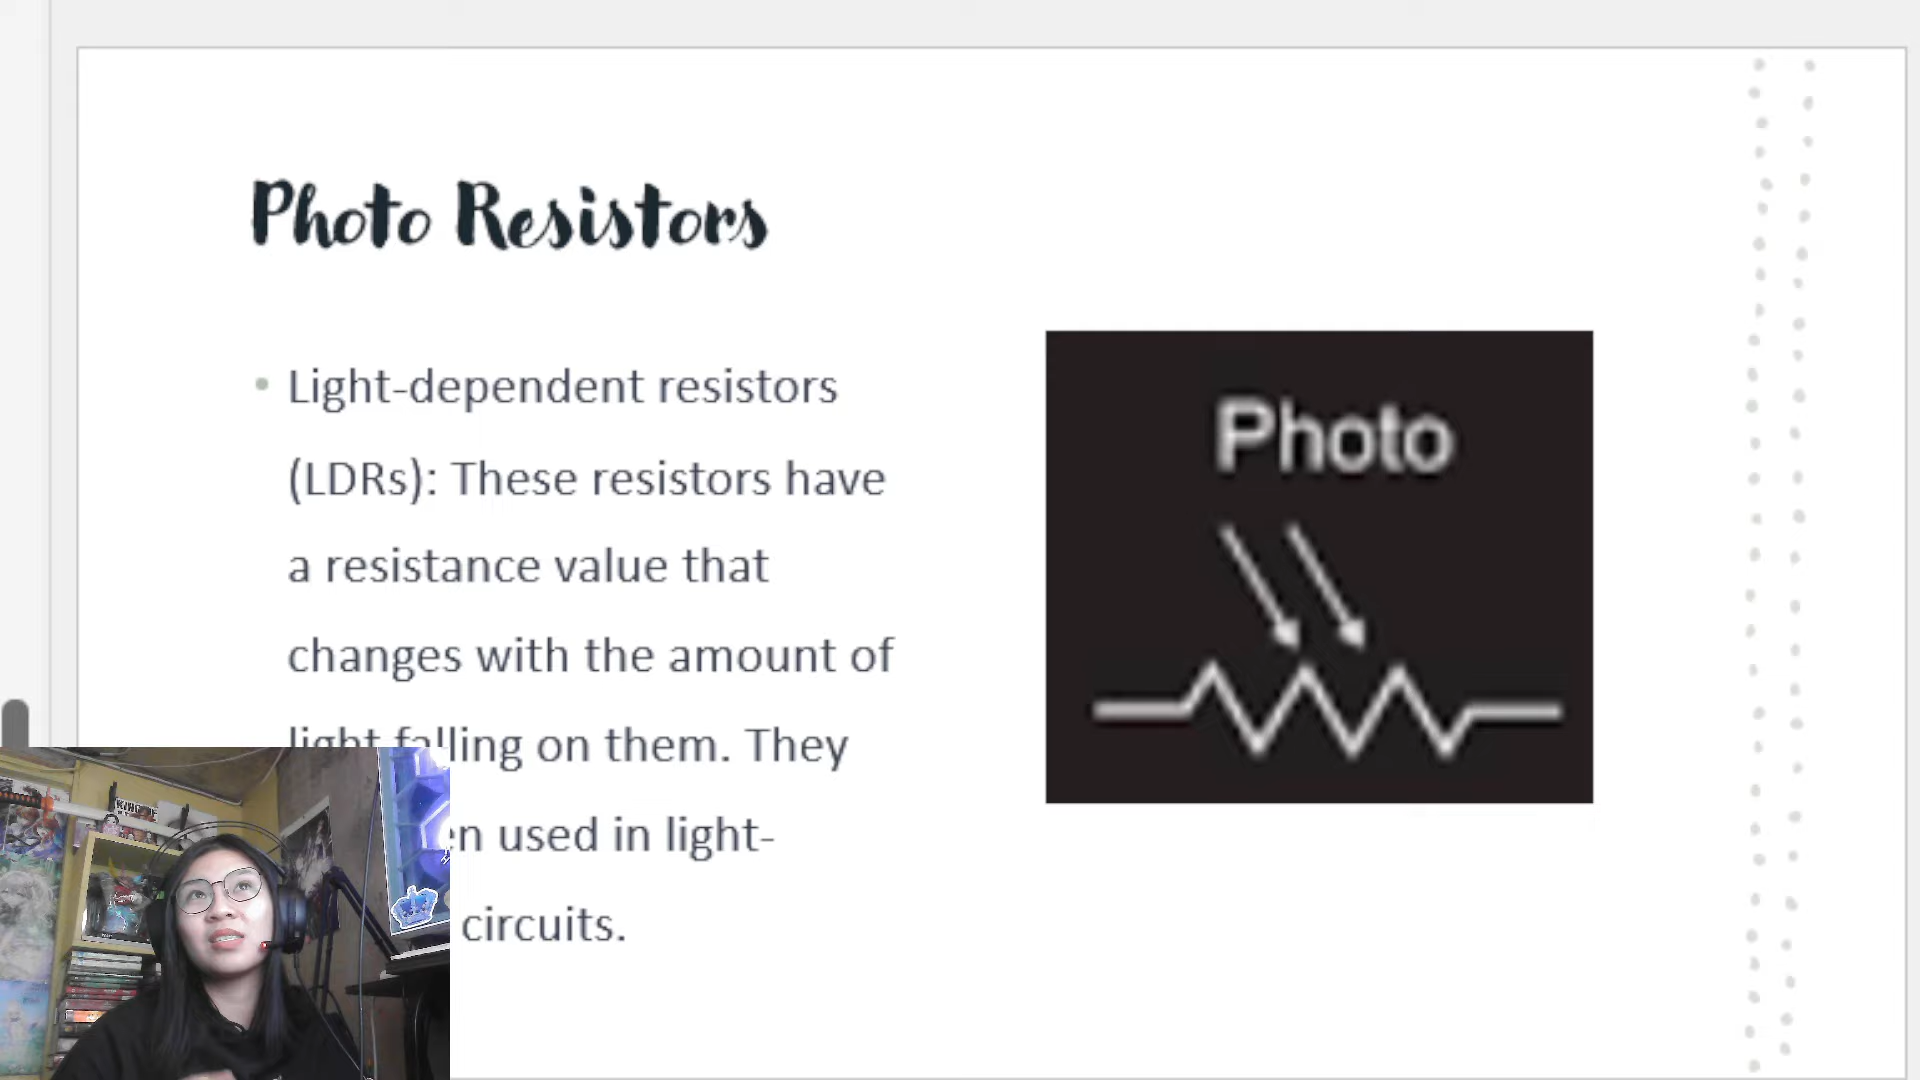 Photo Resistors
Light-dependent resistors
(LDRs): These resistors have
a resistance value that
changes with the amount of
light falling on them. They
used in light-
circuits.
Photo